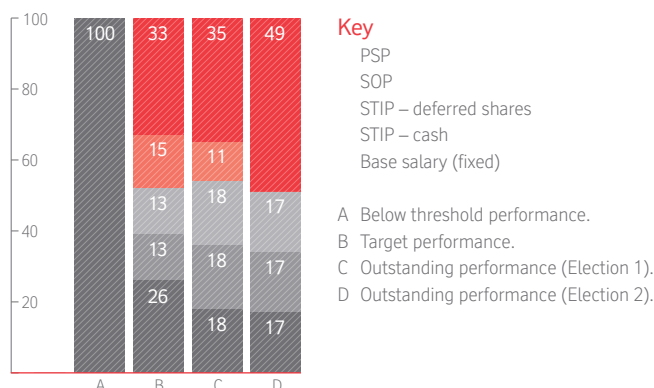 100
80
60
40
20
100 33 35 49
15 11
13 18 17
13 18 17
26 18 17
A B C D
Key
PSP
SOP
STIP – deferred shares
STIP – cash
Base salary (fixed)
A Below threshold performance.
B Target performance.
C Outstanding performance (Election 1).
D Outstanding performance (Election 2).